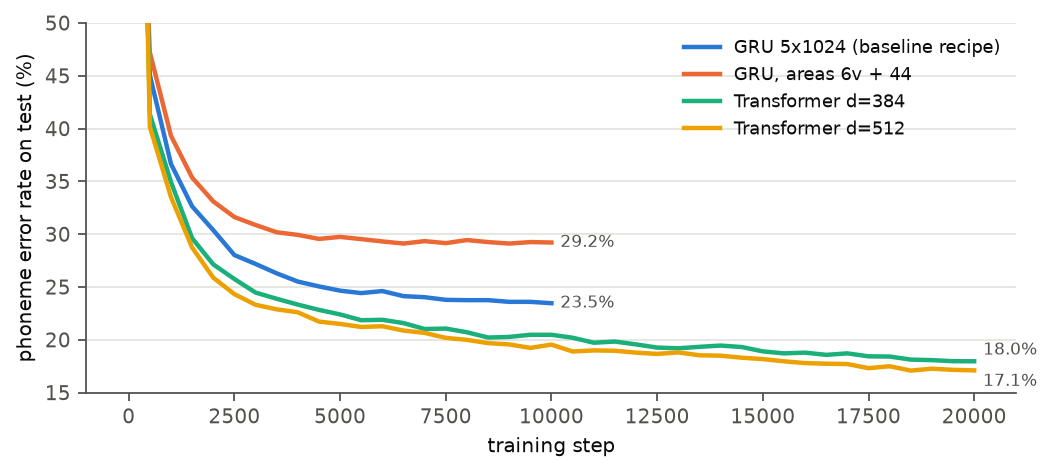 phoneme error rate on test (%)
50
45
40
35
30
25
20
15
GRU 5x1024 (baseline recipe)
GRU, areas 6v + 44
Transformer d=384
Transformer d=512
29.2%
23.5%
18.0%
17.1%
0 2500 5000 7500 10000 12500 15000 17500 20000
training step